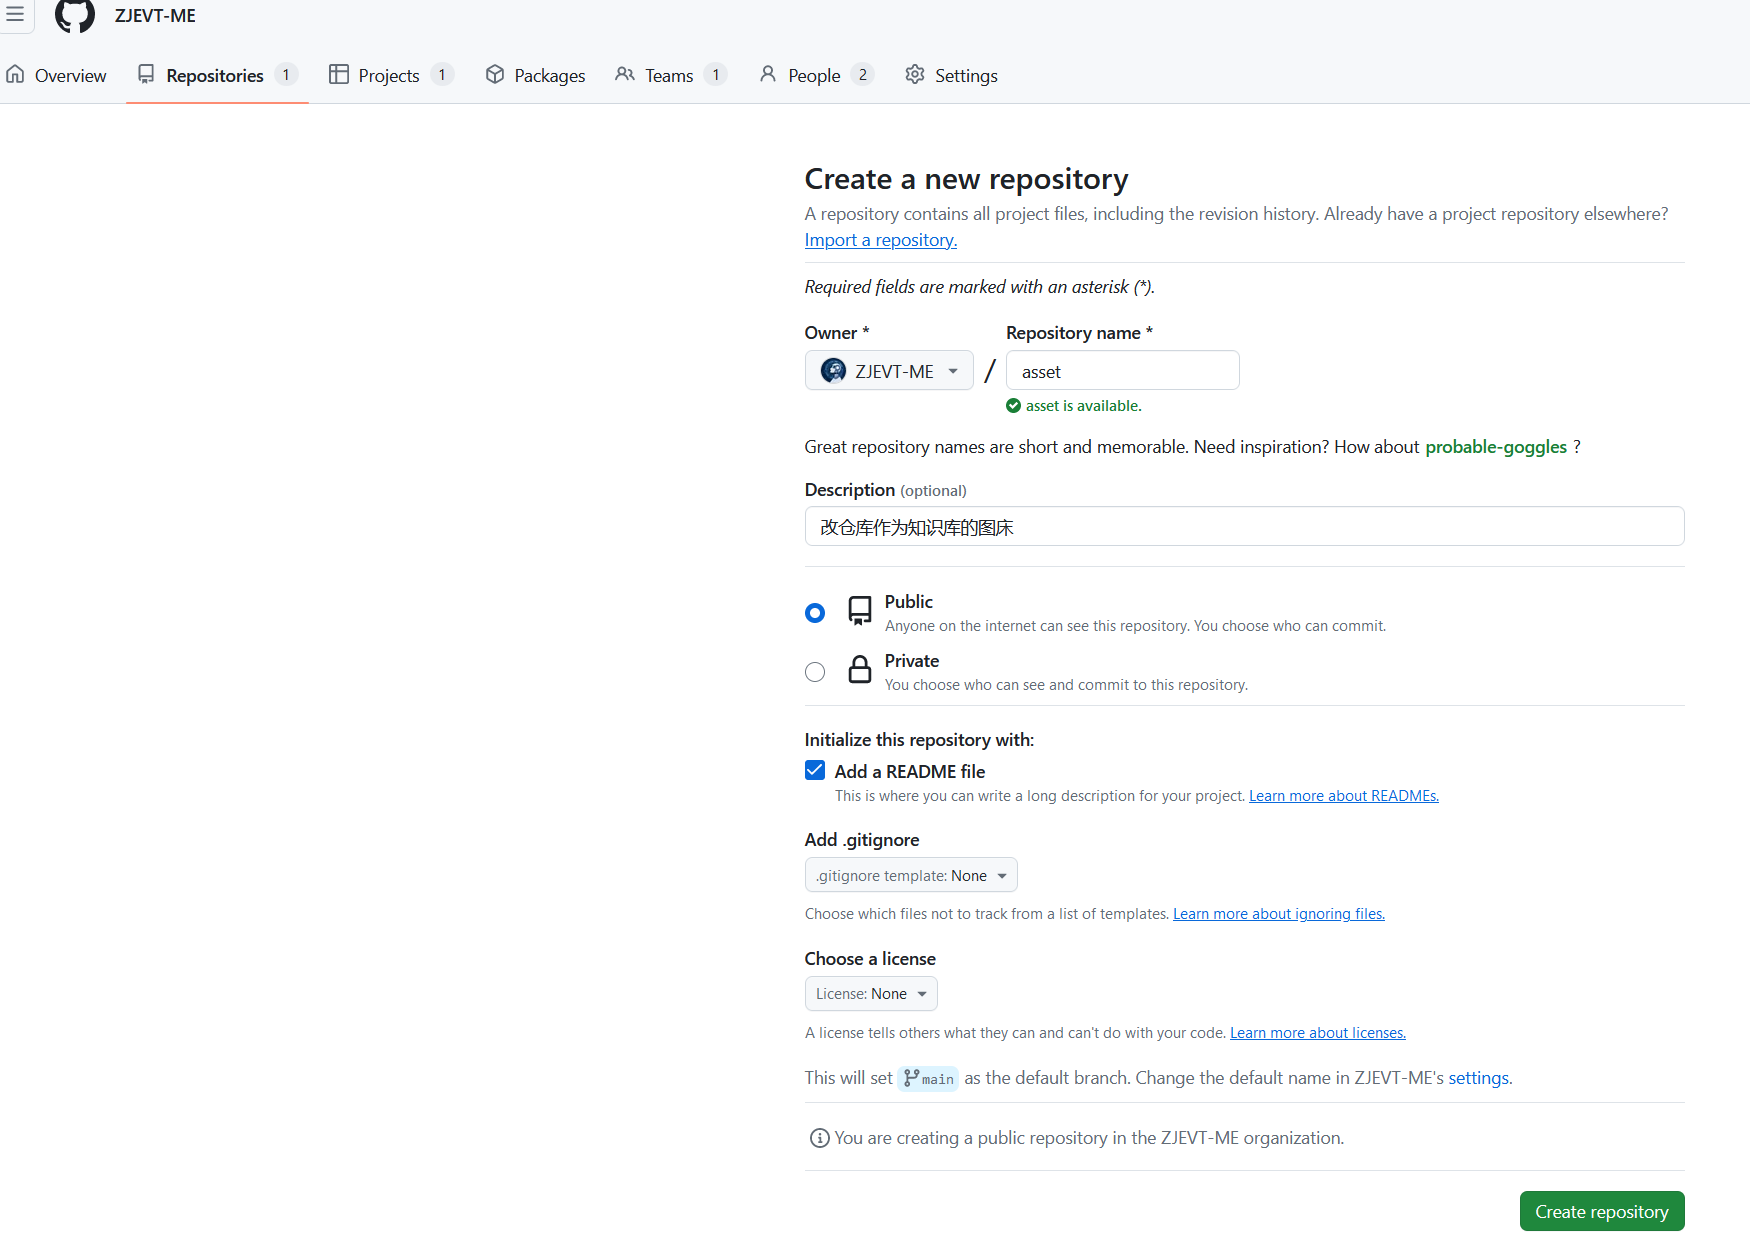 ZJEVT-ME
Overview Repositories 1 Projects 1 Packages Teams 1 People 2 Settings
Create a new repository
A repository contains all project files, including the revision history. Already have a project repository elsewhere?
Import a repository.
Required fields are marked with an asterisk (*).
Owner * Repository name *
ZJEVT-ME / asset
asset is available.
Great repository names are short and memorable. Need inspiration? How about probable-goggles ?
Description (optional)
改仓库作为知识库的图床
Public
Anyone on the internet can see this repository. You choose who can commit.
Private
You choose who can see and commit to this repository.
Initialize this repository with:
Add a README file
This is where you can write a long description for your project. Learn more about READMEs.
Add .gitignore
.gitignore template: None
Choose which files not to track from a list of templates. Learn more about ignoring files.
Choose a license
License: None
A license tells others what they can and can't do with your code. Learn more about licenses.
This will set main as the default branch. Change the default name in ZJEVT-ME's settings.
You are creating a public repository in the ZJEVT-ME organization.
Create repository